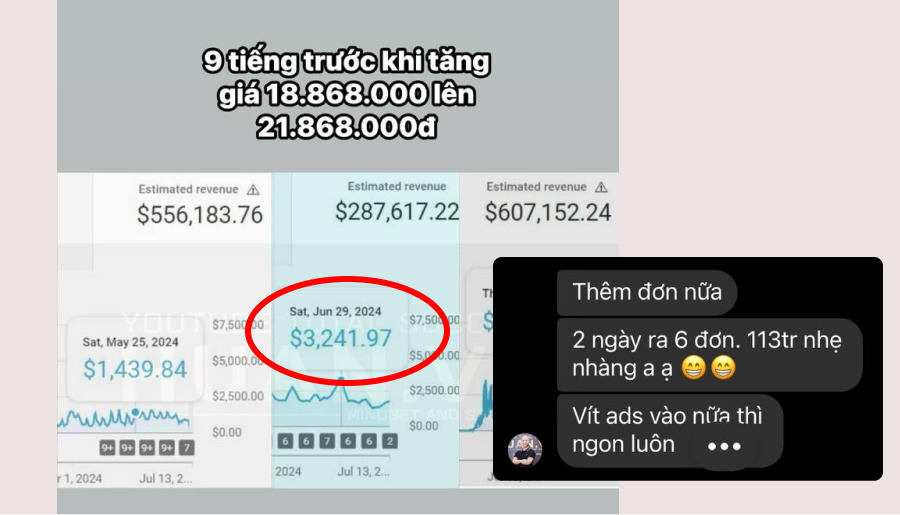 9 tiếng trước khi tăng
giá 18.868.000 lên
21.868.000đ
Estimated revenue
$556,183.76
Estimated revenue
$287,617.22
Estimated revenue
$607,152.24
Sat, May 25, 2024
$1,439.84
$7,500.00
$5,000.00
$2,500.00
$0.00
9+ 9+ 9+ 9+ 7
r 1, 2024
Jul 13, 2...
Sat, Jun 29, 2024
$3,241.97
$7,500.00
$5,000.00
$2,500.00
$0.00
6 6 7 6 6 2
2024
Jul 13, 2...
Thêm đơn nữa
2 ngày ra 6 đơn. 113tr nhẹ
nhàng a ạ 😁😁
Vít ads vào nữa thì
ngon luôn